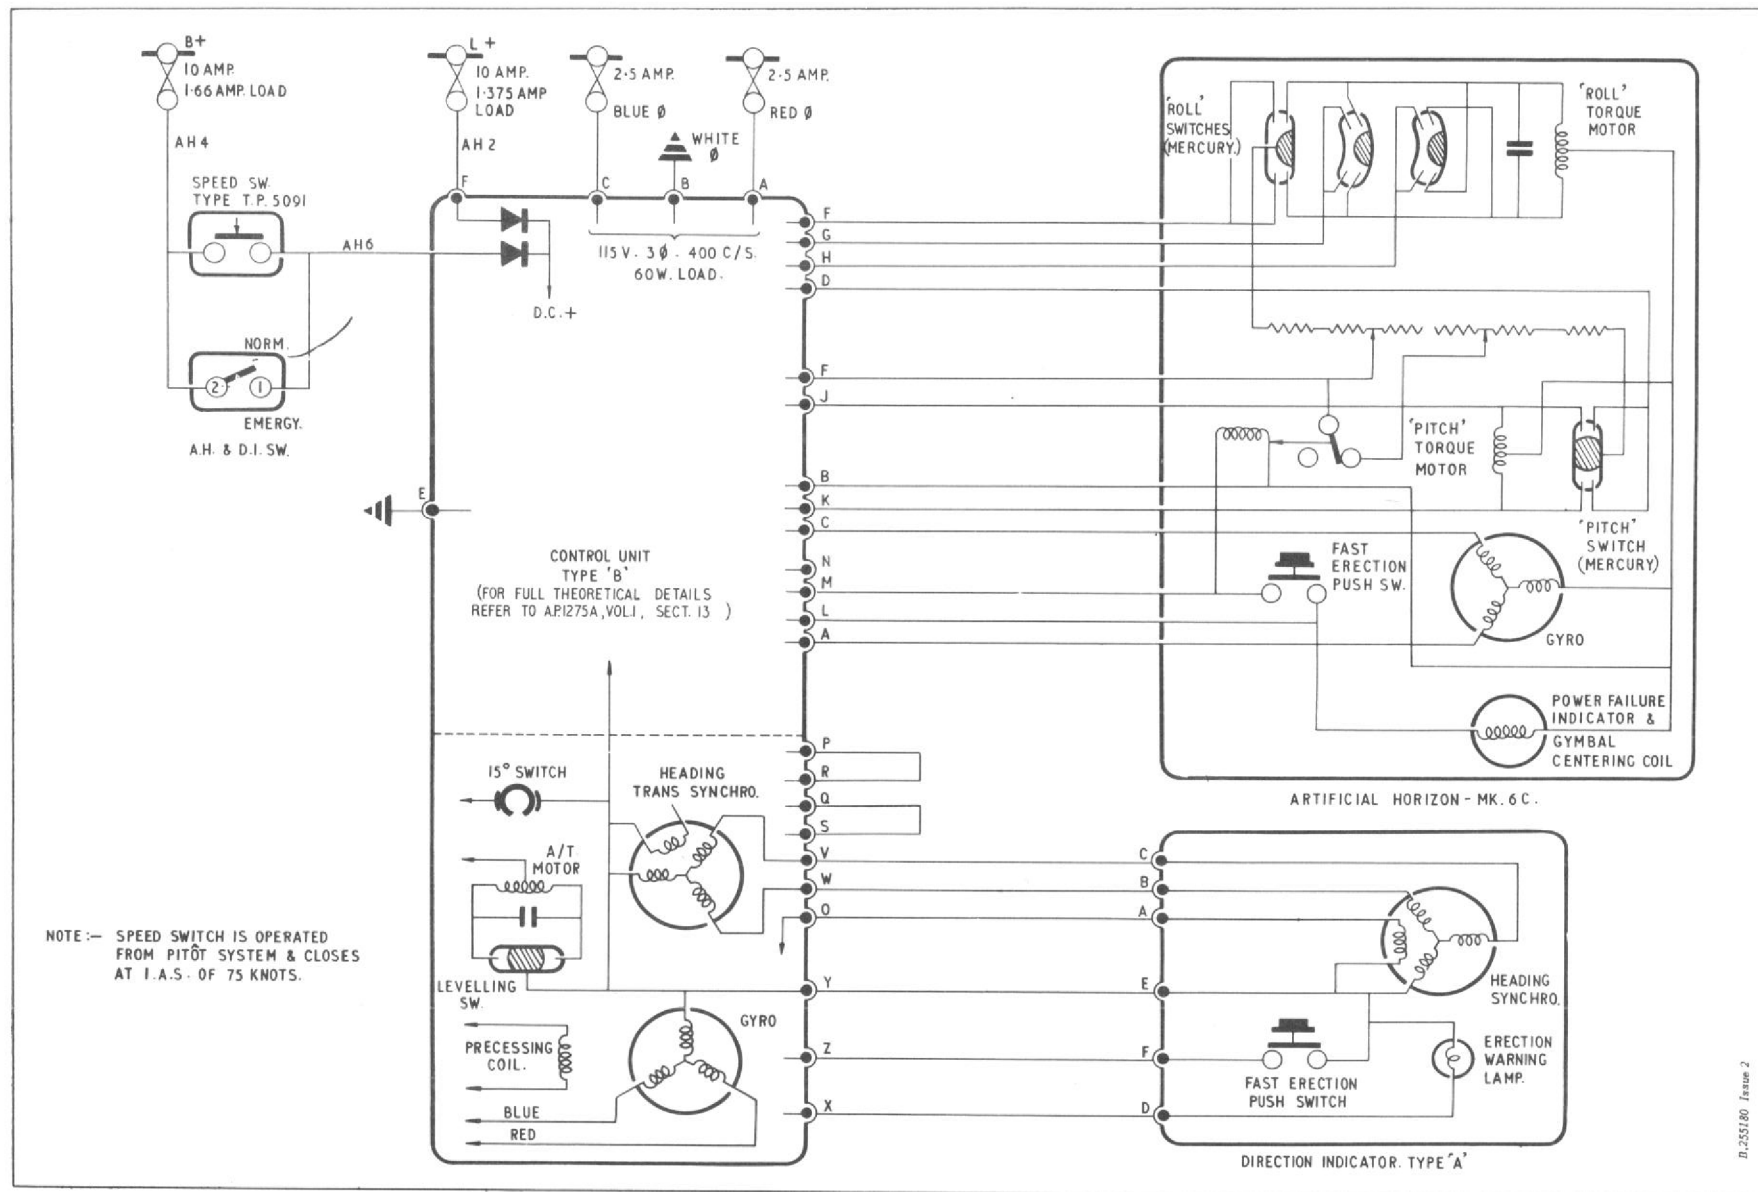 B+
10 AMP.
1·66 AMP. LOAD
L+
10 AMP.
1·375 AMP
LOAD
2·5 AMP.
BLUE Ø
WHITE
Ø
2·5 AMP.
RED Ø
AH4
AH2
SPEED SW.
TYPE T.P. 5091
AH6
NORM.
2
1
EMERGY.
A.H. & D.I. SW.
F
C
B
A
115 V. 3Ø. 400 C/S.
60W. LOAD.
D.C.+
E
CONTROL UNIT
TYPE 'B'
(FOR FULL THEORETICAL DETAILS
REFER TO A.P.1275A, VOL.1, SECT. 13 )
F
G
H
D
F
J
B
K
C
N
M
L
A
P
R
Q
S
V
W
O
Y
Z
X
'ROLL'
SWITCHES
(MERCURY.)
'ROLL'
TORQUE
MOTOR
'PITCH'
TORQUE
MOTOR
'PITCH'
SWITCH
(MERCURY)
FAST
ERECTION
PUSH SW.
GYRO
POWER FAILURE
INDICATOR &
GYMBAL
CENTERING COIL
ARTIFICIAL HORIZON - MK. 6C.
15° SWITCH
HEADING
TRANS SYNCHRO.
A/T
MOTOR
LEVELLING
SW.
GYRO
PRECESSING
COIL.
BLUE
RED
NOTE :- SPEED SWITCH IS OPERATED
FROM PITÔT SYSTEM & CLOSES
AT I.A.S. OF 75 KNOTS.
C
B
A
E
F
D
HEADING
SYNCHRO.
FAST ERECTION
PUSH SWITCH
ERECTION
WARNING
LAMP.
DIRECTION INDICATOR. TYPE 'A'
B.255180 Issue 2